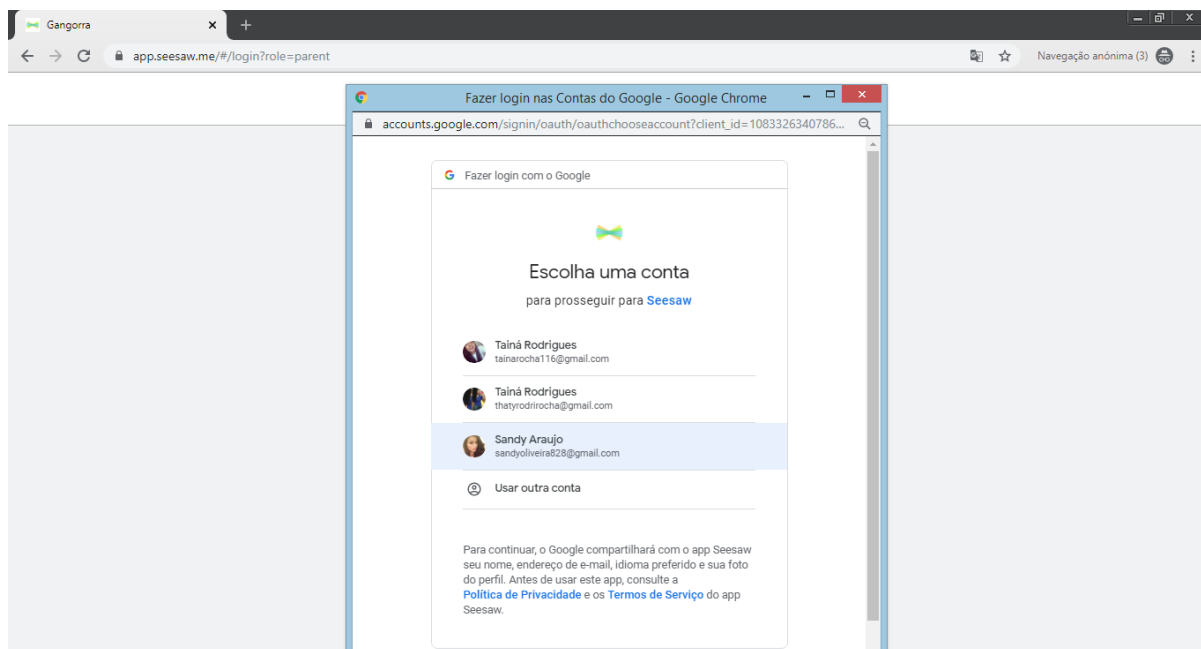 Gangorra
app.seesaw.me/#/login?role=parent
Navegação anónima (3)
Fazer login nas Contas do Google - Google Chrome
accounts.google.com/signin/oauth/oauthchooseaccount?client_id=1083326340786...
Fazer login com o Google
Escolha uma conta
para prosseguir para Seesaw
Tainá Rodrigues
tainarocha116@gmail.com
Tainá Rodrigues
thatyrodrirocha@gmail.com
Sandy Araujo
sandyoliveira828@gmail.com
Usar outra conta
Para continuar, o Google compartilhará com o app Seesaw
seu nome, endereço de e-mail, idioma preferido e sua foto
do perfil. Antes de usar este app, consulte a
Política de Privacidade e os Termos de Serviço do app
Seesaw.